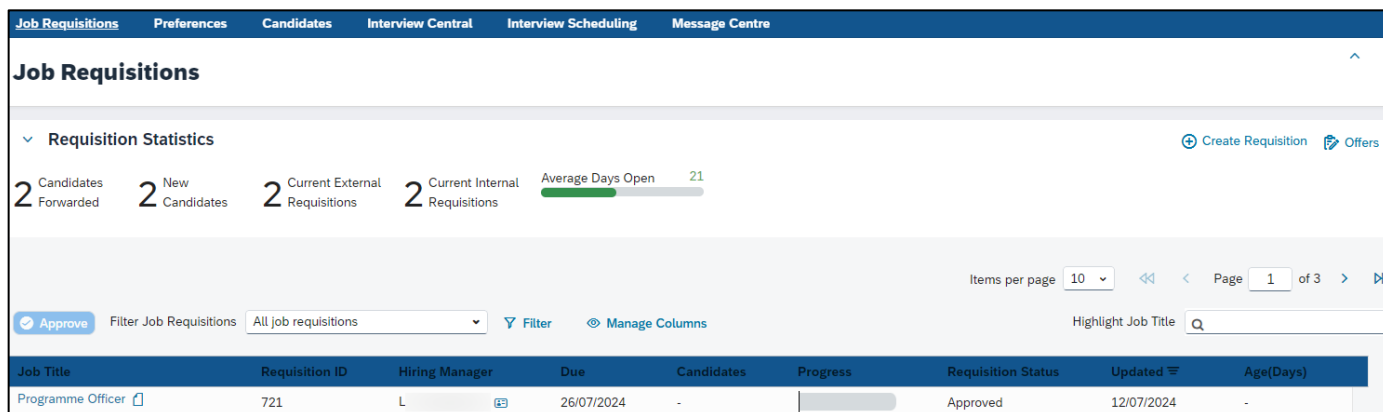 Job Requisitions Preferences Candidates Interview Central Interview Scheduling Message Centre
Job Requisitions
Requisition Statistics
Create Requisition Offers
2 Candidates Forwarded
2 New Candidates
2 Current External Requisitions
2 Current Internal Requisitions
Average Days Open 21
Items per page 10 Page 1 of 3
Approve Filter Job Requisitions All job requisitions Filter Manage Columns Highlight Job Title
Job Title Requisition ID Hiring Manager Due Candidates Progress Requisition Status Updated Age(Days)
Programme Officer 721 L 26/07/2024 - Approved 12/07/2024 -